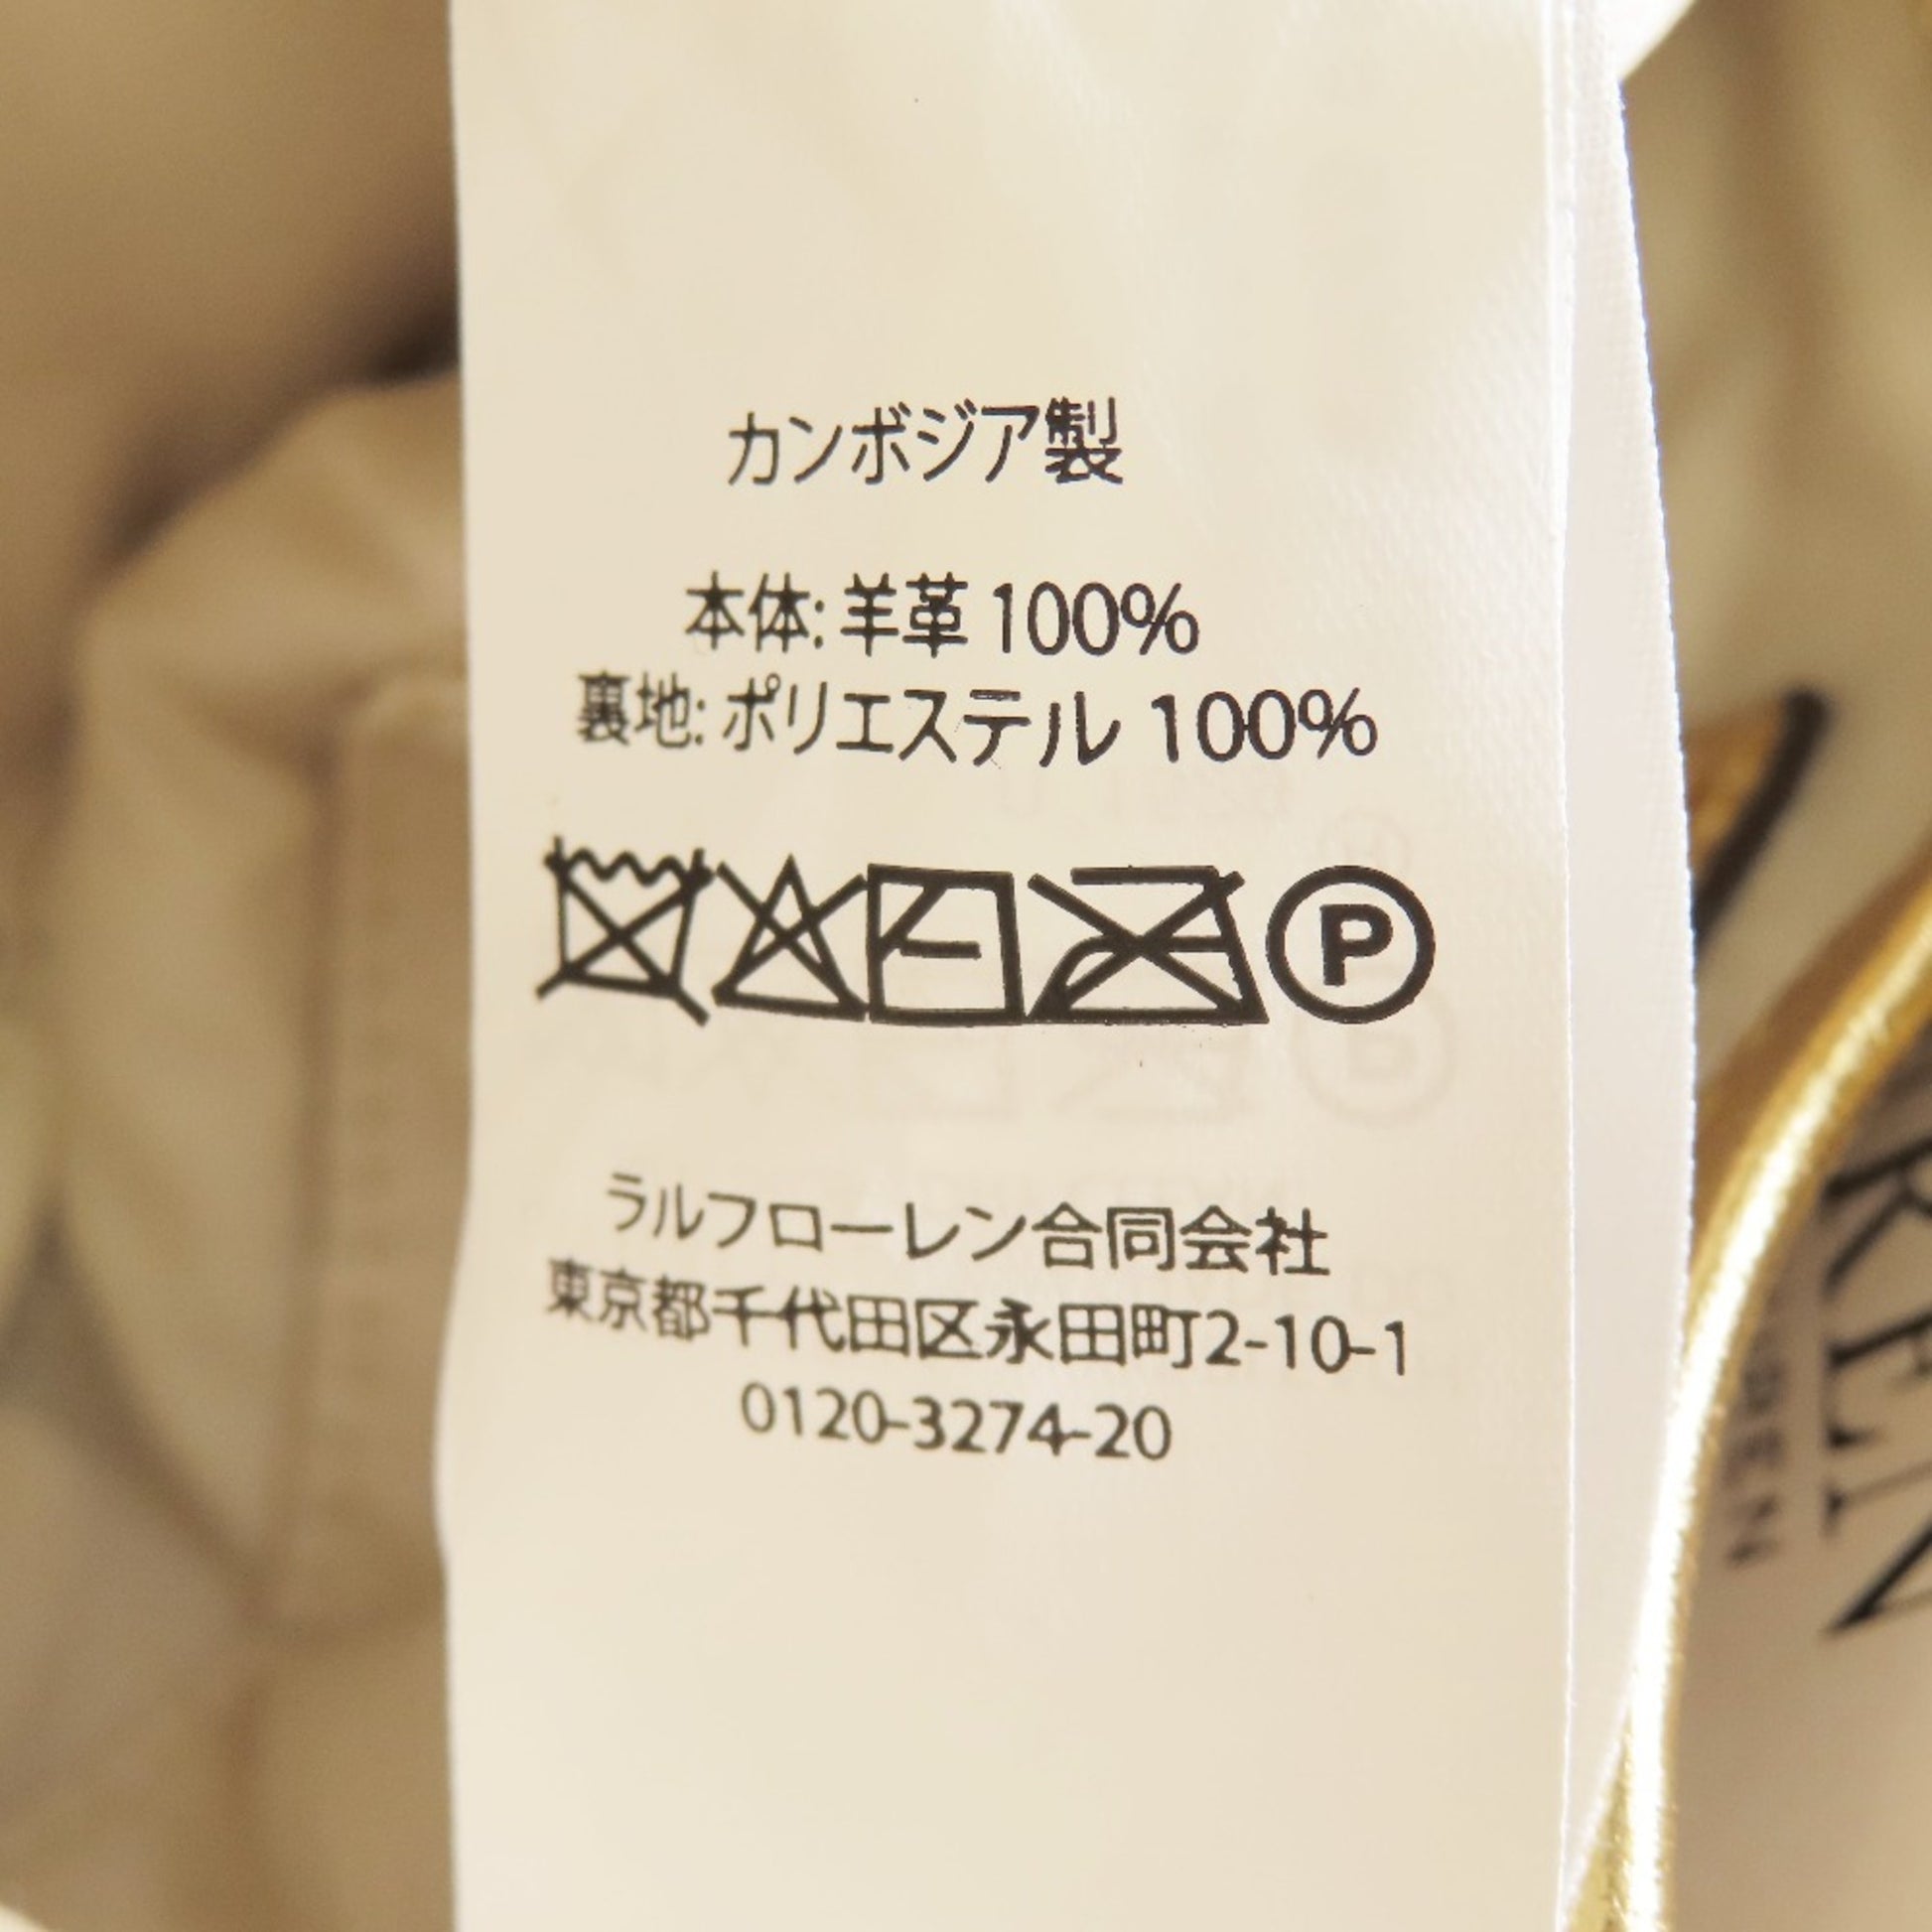 カンボジア製
本体: 羊革 100%
裏地: ポリエステル 100%
P
ラルフローレン合同会社
東京都千代田区永田町2-10-1
0120-3274-20